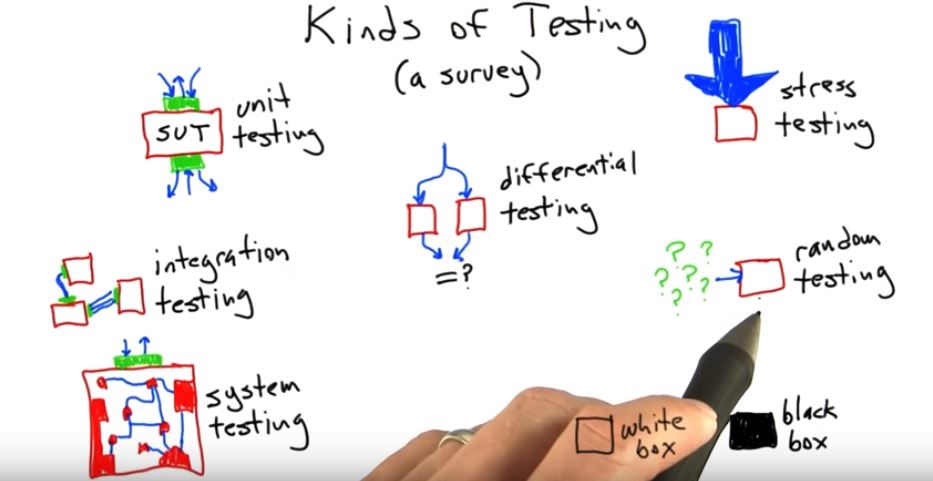 Kinds of Testing
(a survey)
SUT
unit
testing
stress
testing
differential
testing
=?
integration
testing
random
testing
? ?
? ? ?
?
system
testing
white
box
black
box